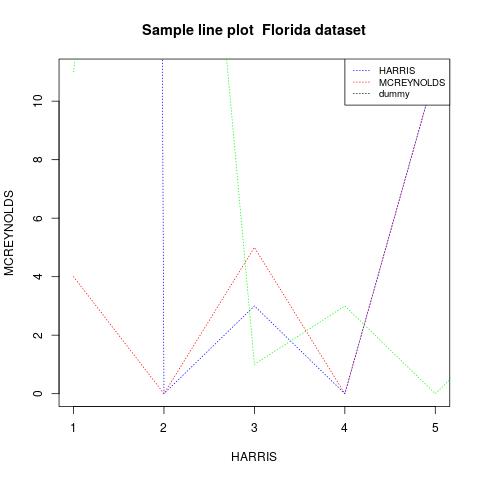 Sample line plot  Florida dataset
HARRIS
MCREYNOLDS
dummy
MCREYNOLDS
10
8
6
4
2
0
1 2 3 4 5
HARRIS